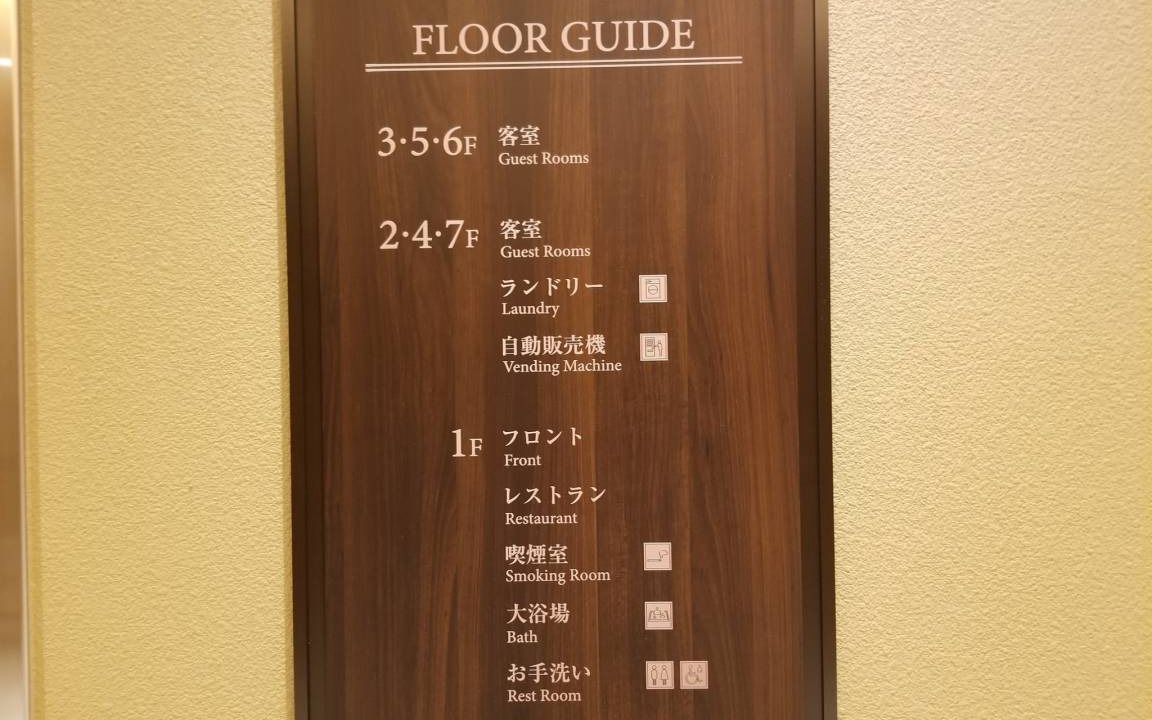 FLOOR GUIDE
3·5·6F 客室
Guest Rooms
2·4·7F 客室
Guest Rooms
ランドリー
Laundry
自動販売機
Vending Machine
1F フロント
Front
レストラン
Restaurant
喫煙室
Smoking Room
大浴場
Bath
お手洗い
Rest Room